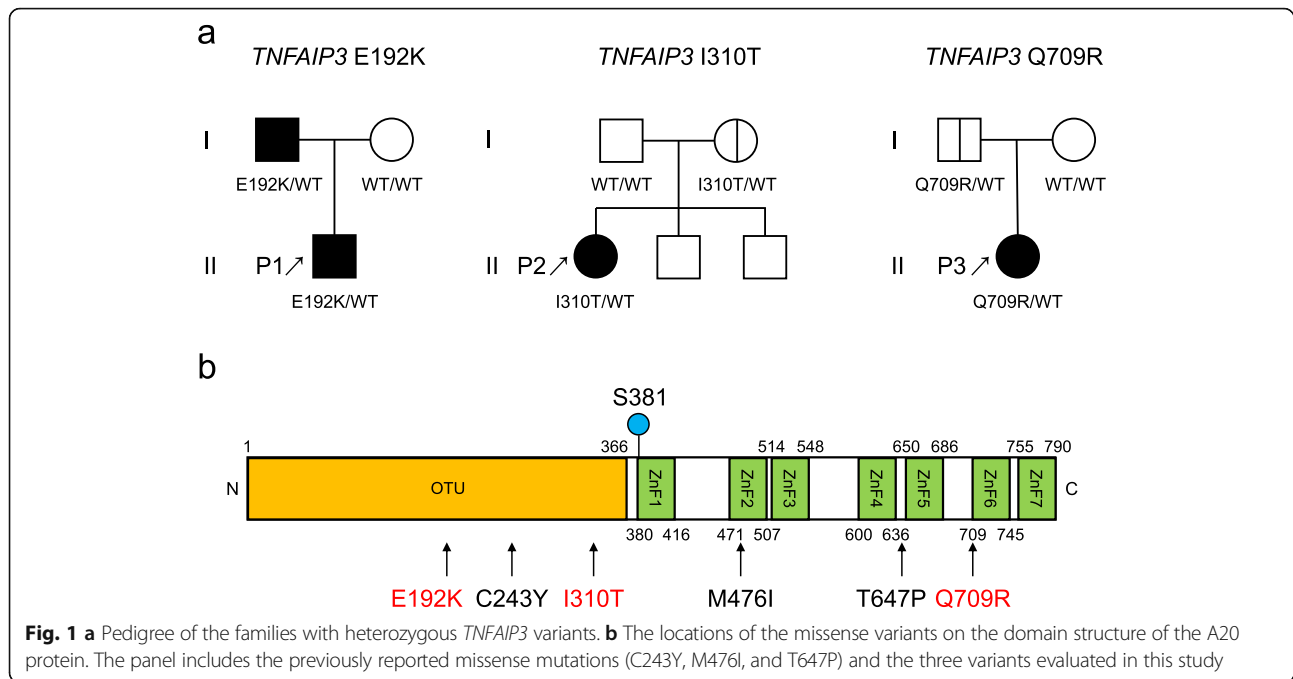 a
TNFAIP3 E192K
TNFAIP3 I310T
TNFAIP3 Q709R
I
I
I
E192K/WT
WT/WT
WT/WT
I310T/WT
Q709R/WT
WT/WT
II
P1
II
P2
II
P3
E192K/WT
I310T/WT
Q709R/WT
b
S381
1
366
514
548
650
686
755
790
N
OTU
ZnF1
ZnF2
ZnF3
ZnF4
ZnF5
ZnF6
ZnF7
C
380
416
471
507
600
636
709
745
E192K
C243Y
I310T
M476I
T647P
Q709R
Fig. 1 a Pedigree of the families with heterozygous TNFAIP3 variants. b The locations of the missense variants on the domain structure of the A20
protein. The panel includes the previously reported missense mutations (C243Y, M476I, and T647P) and the three variants evaluated in this study